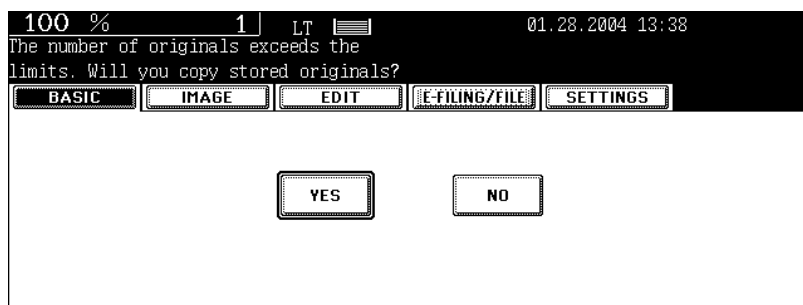 100 % 1 LT 01.28.2004 13:38
The number of originals exceeds the
limits. Will you copy stored originals?
BASIC IMAGE EDIT E-FILING/FILE SETTINGS
YES NO